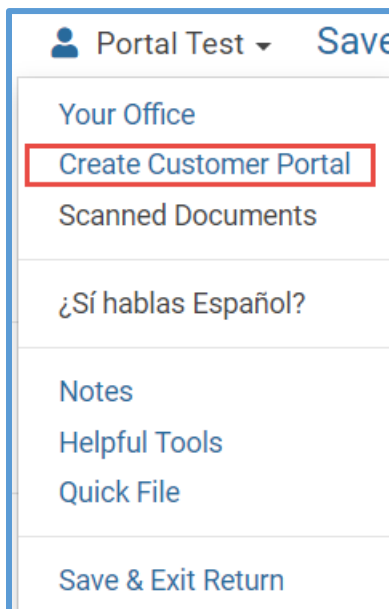 Portal Test Save
Your Office
Create Customer Portal
Scanned Documents
¿Sí hablas Español?
Notes
Helpful Tools
Quick File
Save & Exit Return